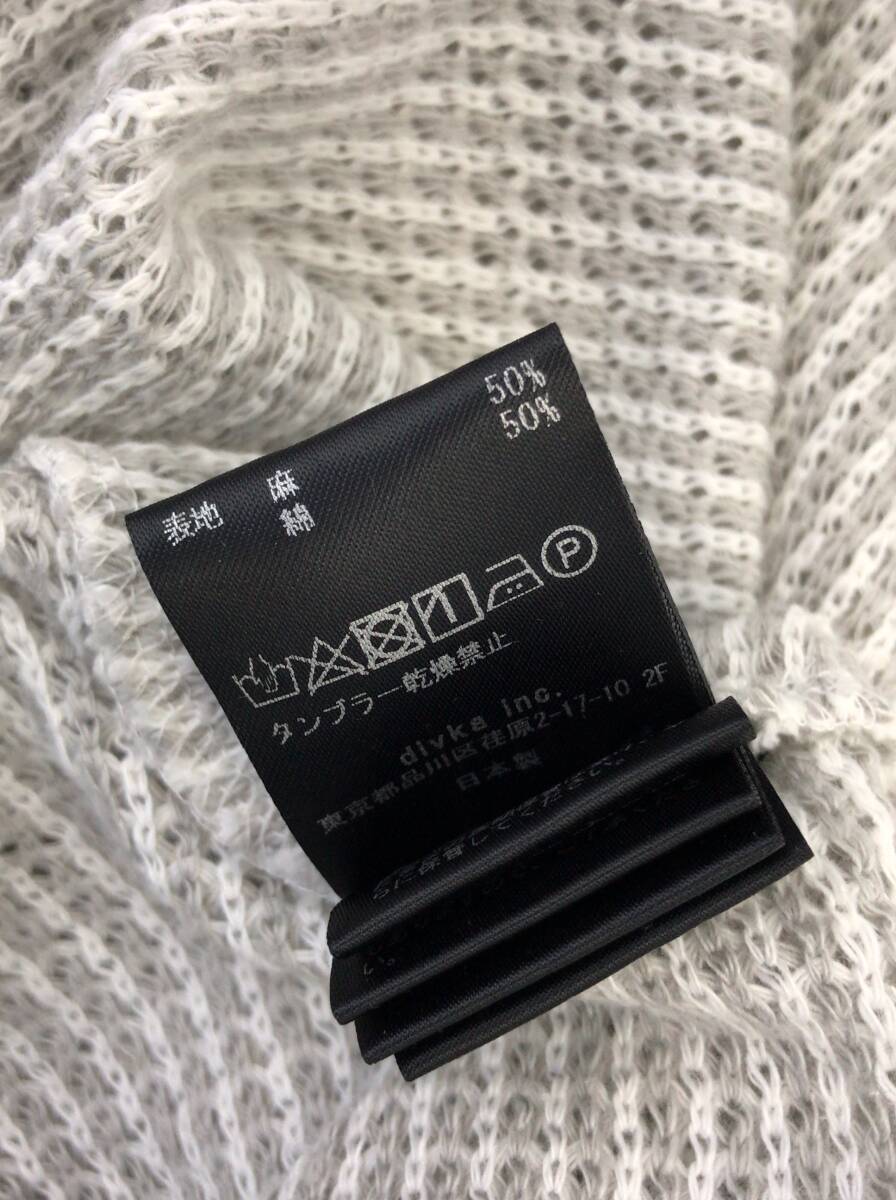 表地 麻 50%
綿 50%
P
タンブラー乾燥禁止
divka inc.
東京都品川区荏原2-17-10 2F
日本製